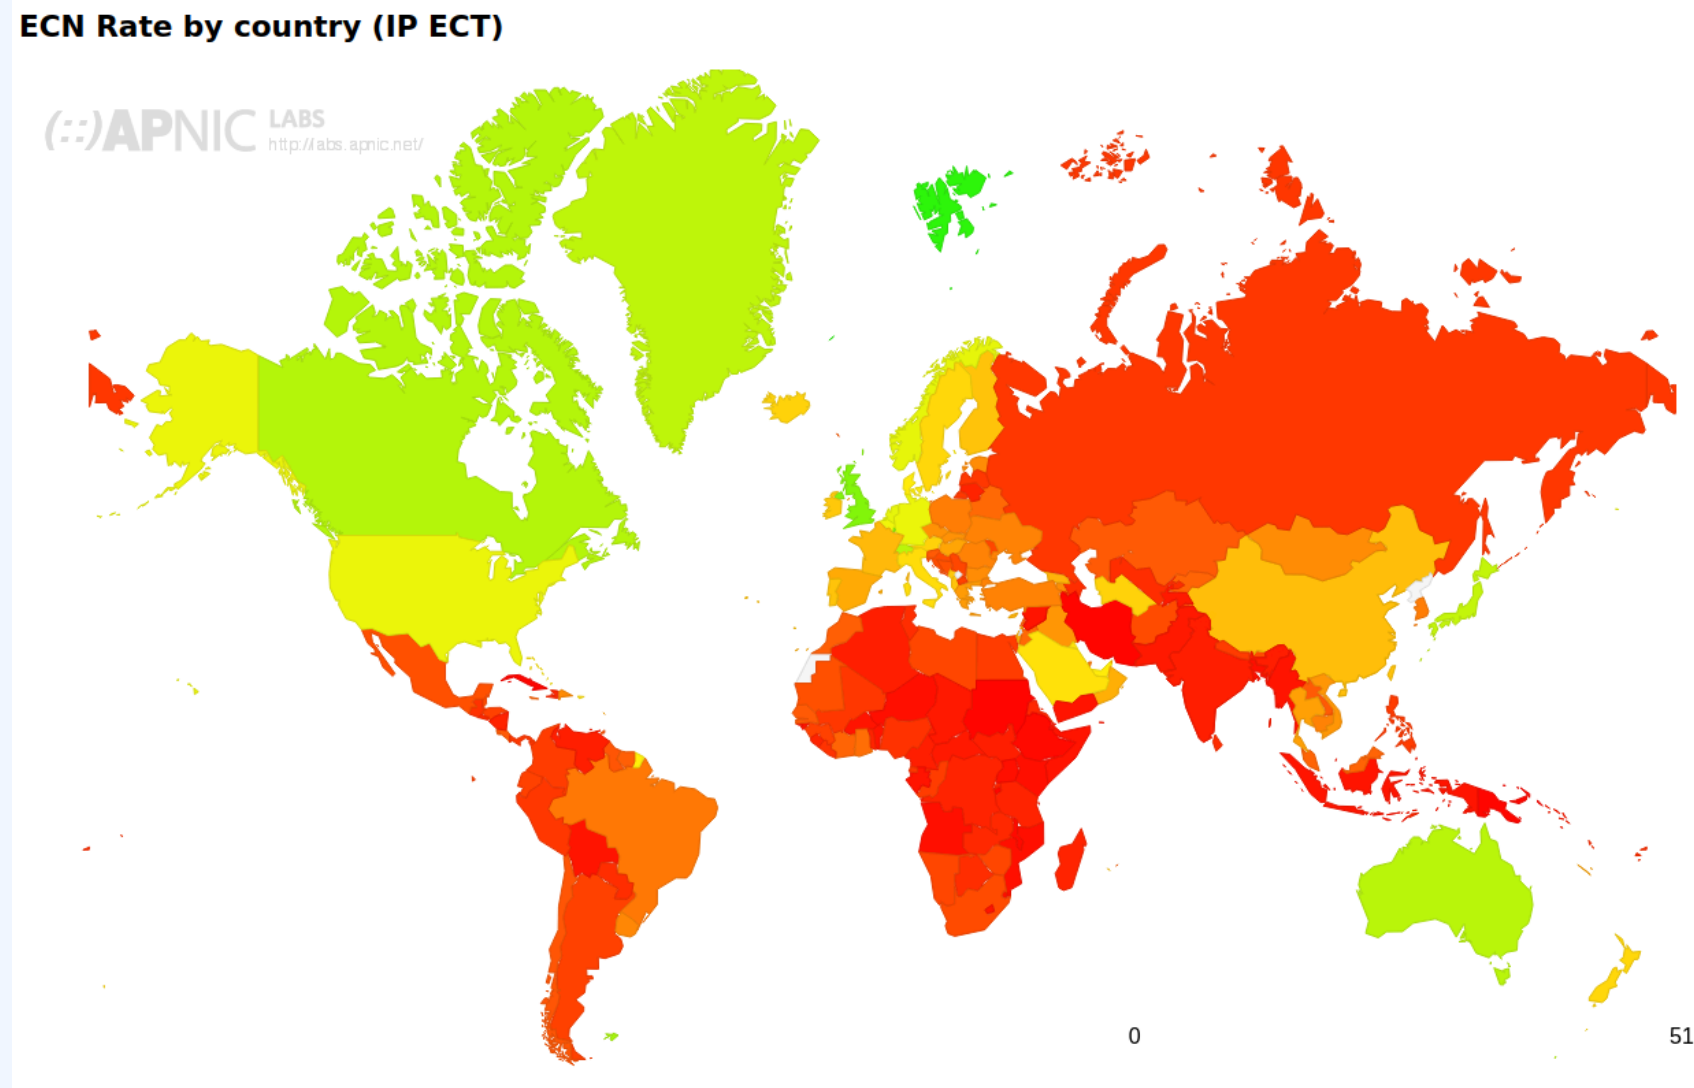 ECN Rate by country (IP ECT)
(::)APNIC LABS
http://labs.apnic.net/
0 51